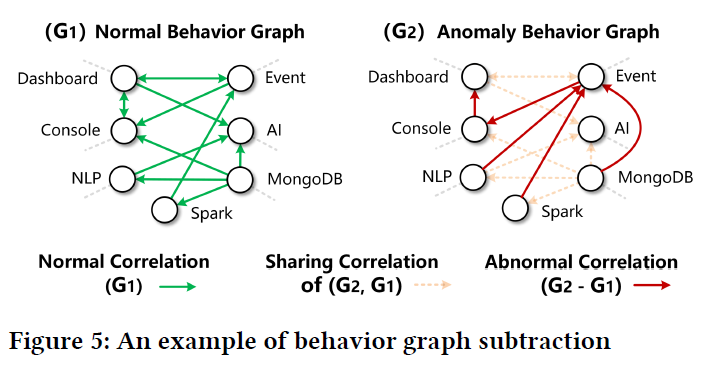 (G1) Normal Behavior Graph
Dashboard
Event
Console
AI
NLP
MongoDB
Spark
(G2) Anomaly Behavior Graph
Dashboard
Event
Console
AI
NLP
MongoDB
Spark
Normal Correlation
(G1)
Sharing Correlation
of (G2, G1)
Abnormal Correlation
(G2 - G1)
Figure 5: An example of behavior graph subtraction